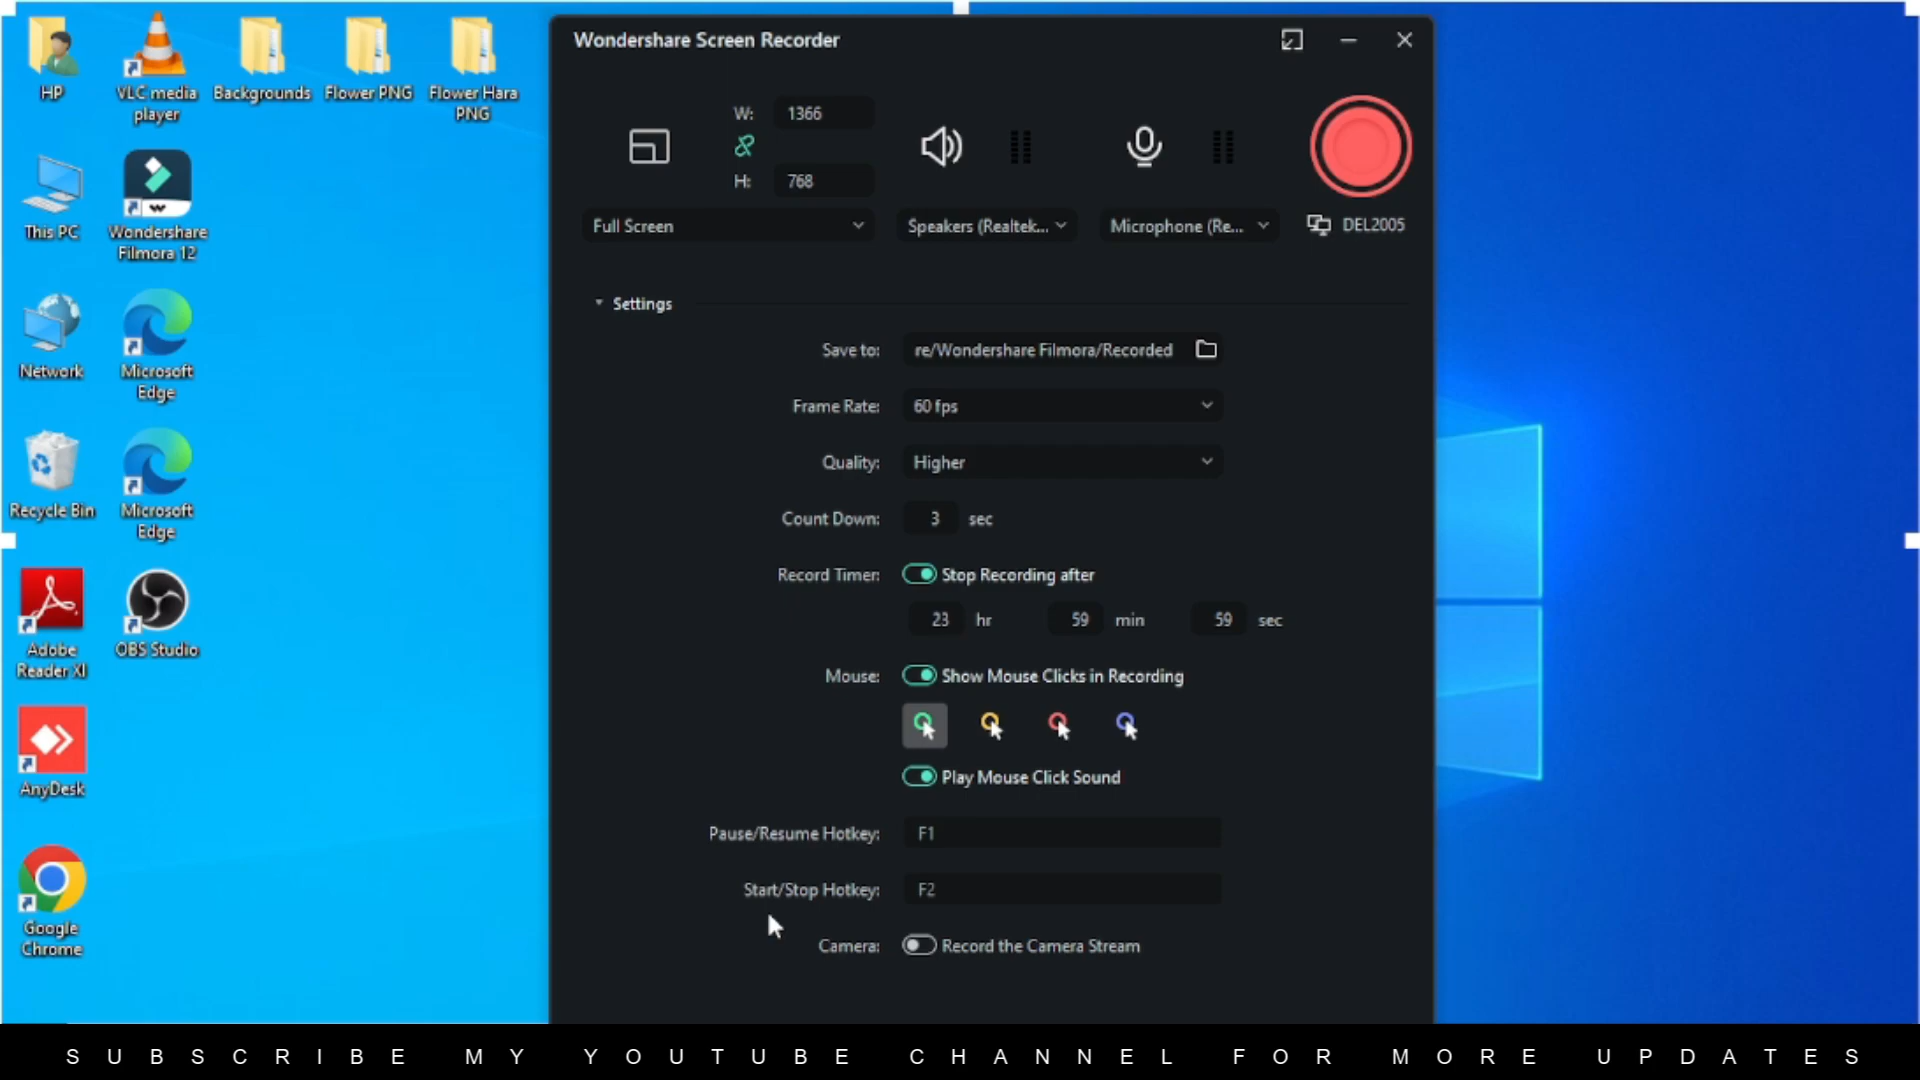 HP
VLC media
player
Backgrounds
Flower PNG
Flower Hara
PNG
This PC
Wondershare
Filmora 12
Network
Microsoft
Edge
Recycle Bin
Microsoft
Edge
Adobe
Reader XI
OBS Studio
AnyDesk
Google
Chrome
Wondershare Screen Recorder
W: 1366
H: 768
Full Screen
Speakers (Realtek...
Microphone (Re...
DEL2005
Settings
Save to: re/Wondershare Filmora/Recorded
Frame Rate: 60 fps
Quality: Higher
Count Down: 3 sec
Record Timer: Stop Recording after
23 hr 59 min 59 sec
Mouse: Show Mouse Clicks in Recording
Play Mouse Click Sound
Pause/Resume Hotkey: F1
Start/Stop Hotkey: F2
Camera: Record the Camera Stream
SUBSCRIBE MY YOUTUBE CHANNEL FOR MORE UPDATES